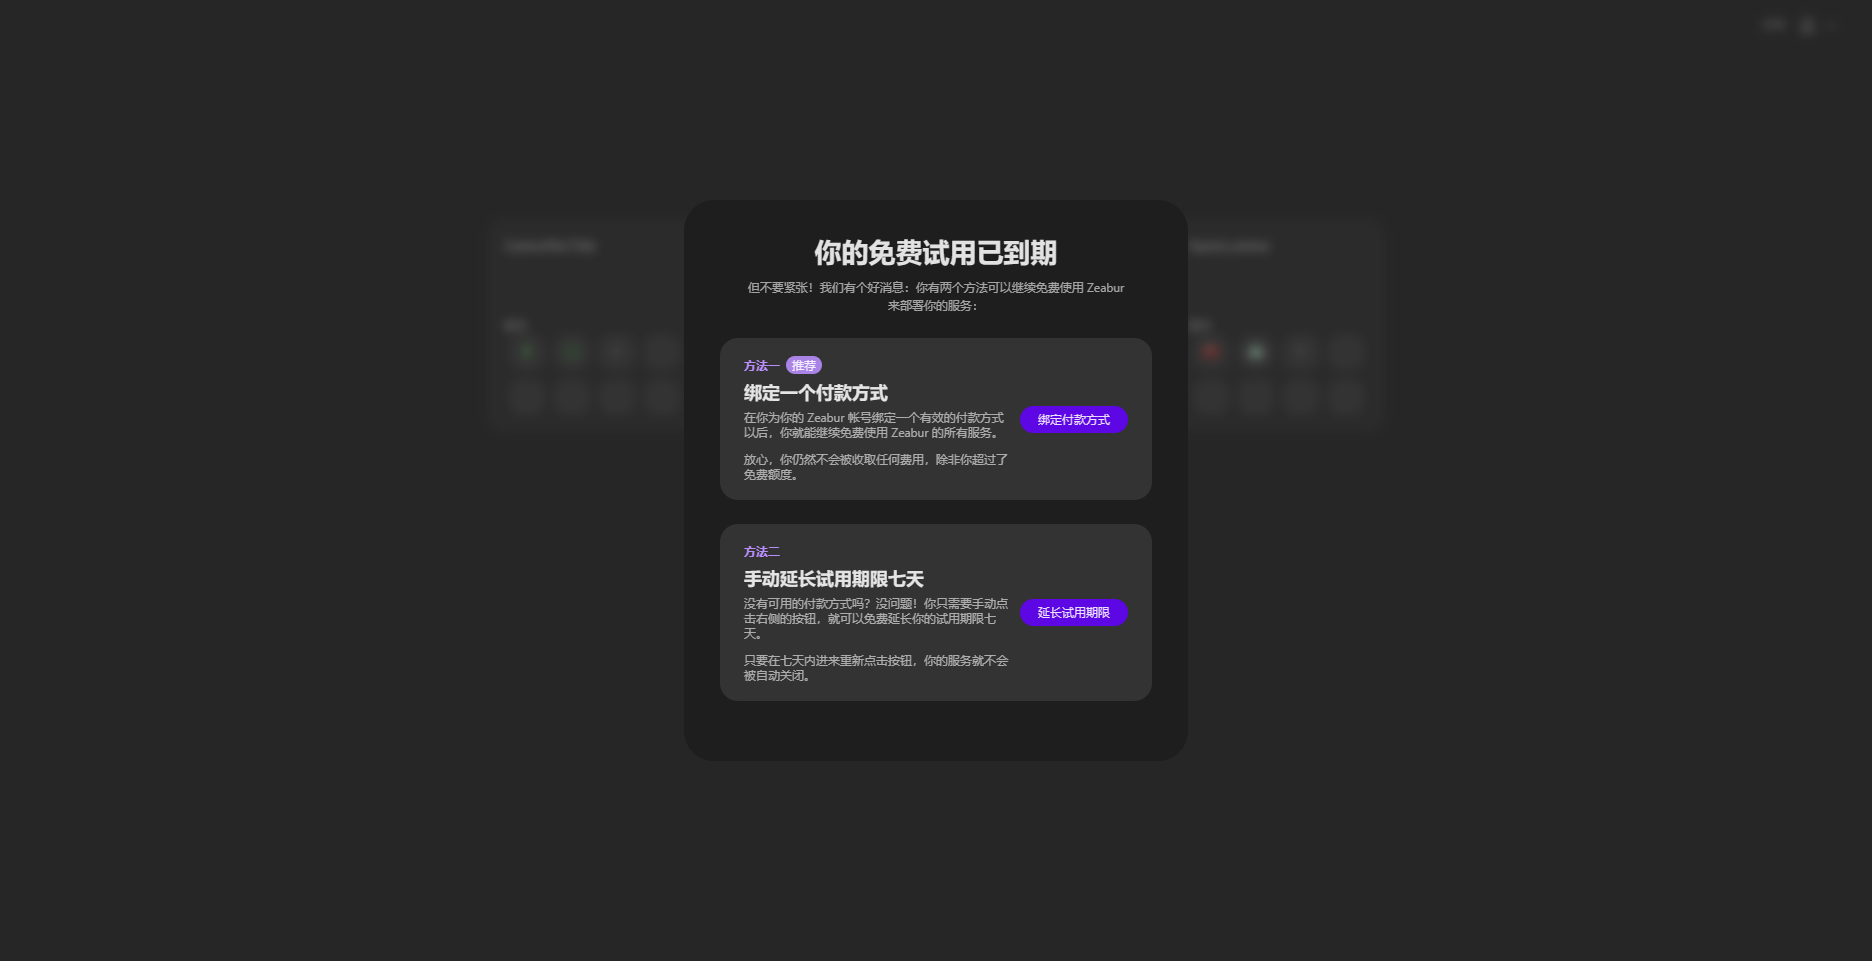 你的免费试用已到期
但不要紧张！我们有个好消息：你有两个方法可以继续免费使用 Zeabur
来部署你的服务：
方法一 推荐
绑定一个付款方式
在你为你的 Zeabur 帐号绑定一个有效的付款方式
以后，你就能继续免费使用 Zeabur 的所有服务。
绑定付款方式
放心，你仍然不会被收取任何费用，除非你超过了
免费额度。
方法二
手动延长试用期限七天
没有可用的付款方式吗？没问题！你只需要手动点
击右侧的按钮，就可以免费延长你的试用期限七
天。
延长试用期限
只要在七天内进来重新点击按钮，你的服务就不会
被自动关闭。